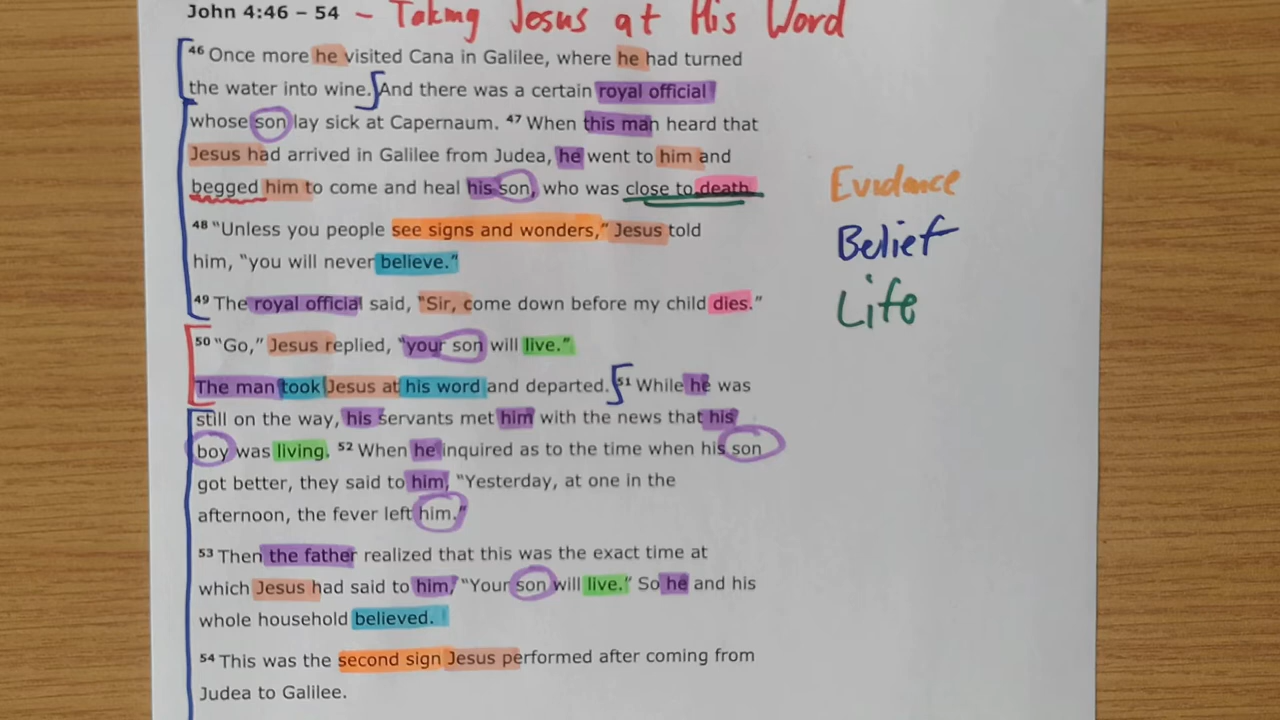 John 4:46 – 54 – Taking Jesus at His Word
46 Once more he visited Cana in Galilee, where he had turned
the water into wine. And there was a certain royal official
whose son lay sick at Capernaum. 47 When this man heard that
Jesus had arrived in Galilee from Judea, he went to him and
begged him to come and heal his son, who was close to death.
48 “Unless you people see signs and wonders,” Jesus told
him, “you will never believe.”
49 The royal official said, “Sir, come down before my child dies.”
50 “Go,” Jesus replied, “your son will live.”
The man took Jesus at his word and departed. 51 While he was
still on the way, his servants met him with the news that his
boy was living. 52 When he inquired as to the time when his son
got better, they said to him, “Yesterday, at one in the
afternoon, the fever left him.”
53 Then the father realized that this was the exact time at
which Jesus had said to him, “Your son will live.” So he and his
whole household believed.
54 This was the second sign Jesus performed after coming from
Judea to Galilee.
Evidance
Belief
Life